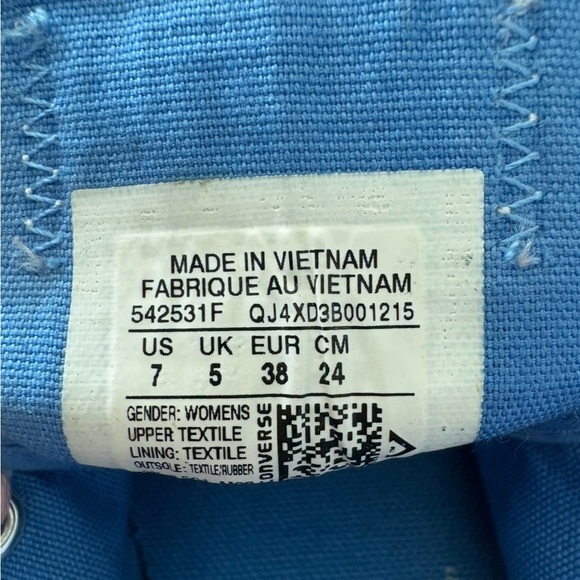 MADE IN VIETNAM
FABRIQUE AU VIETNAM
542531F QJ4XD3B001215
US UK EUR CM
7 5 38 24
GENDER: WOMENS
UPPER TEXTILE
LINING: TEXTILE
OUTSOLE: TEXTILE/RUBBER
CONVERSE